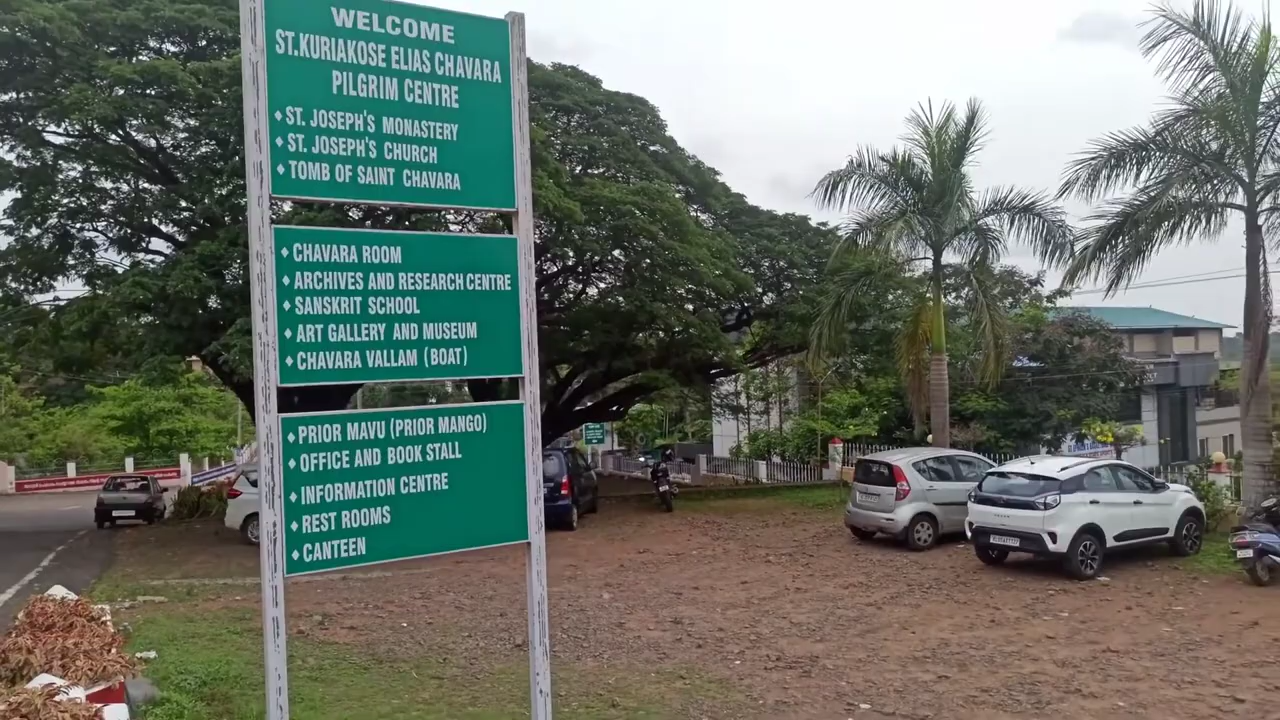 WELCOME
ST.KURIAKOSE ELIAS CHAVARA
PILGRIM CENTRE
♦ ST. JOSEPH'S MONASTERY
♦ ST. JOSEPH'S CHURCH
♦ TOMB OF SAINT CHAVARA
♦ CHAVARA ROOM
♦ ARCHIVES AND RESEARCH CENTRE
♦ SANSKRIT SCHOOL
♦ ART GALLERY AND MUSEUM
♦ CHAVARA VALLAM (BOAT)
♦ PRIOR MAVU (PRIOR MANGO)
♦ OFFICE AND BOOK STALL
♦ INFORMATION CENTRE
♦ REST ROOMS
♦ CANTEEN